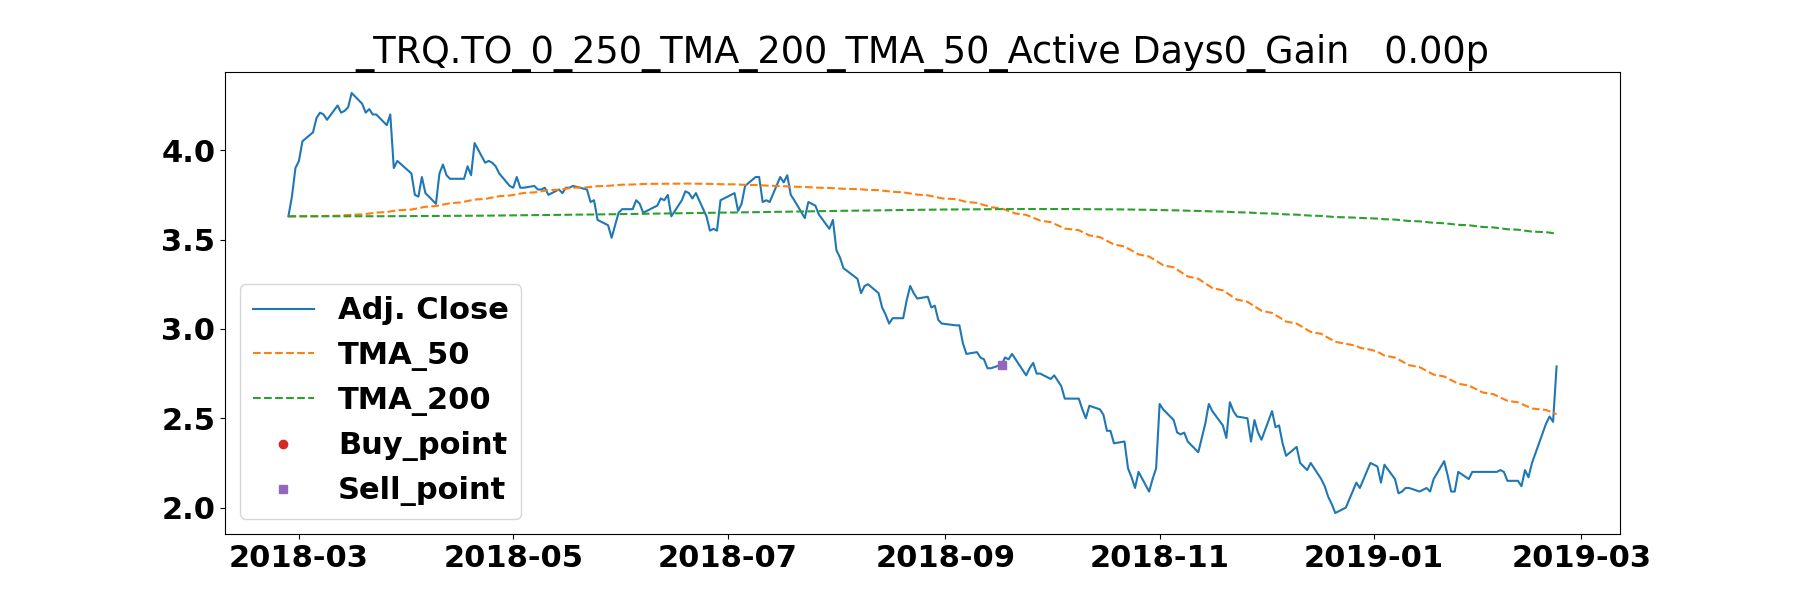 _TRQ.TO_0_250_TMA_200_TMA_50_Active Days0_Gain   0.00p
4.0
3.5
3.0
2.5
2.0
Adj. Close
TMA_50
TMA_200
Buy_point
Sell_point
2018-03 2018-05 2018-07 2018-09 2018-11 2019-01 2019-03